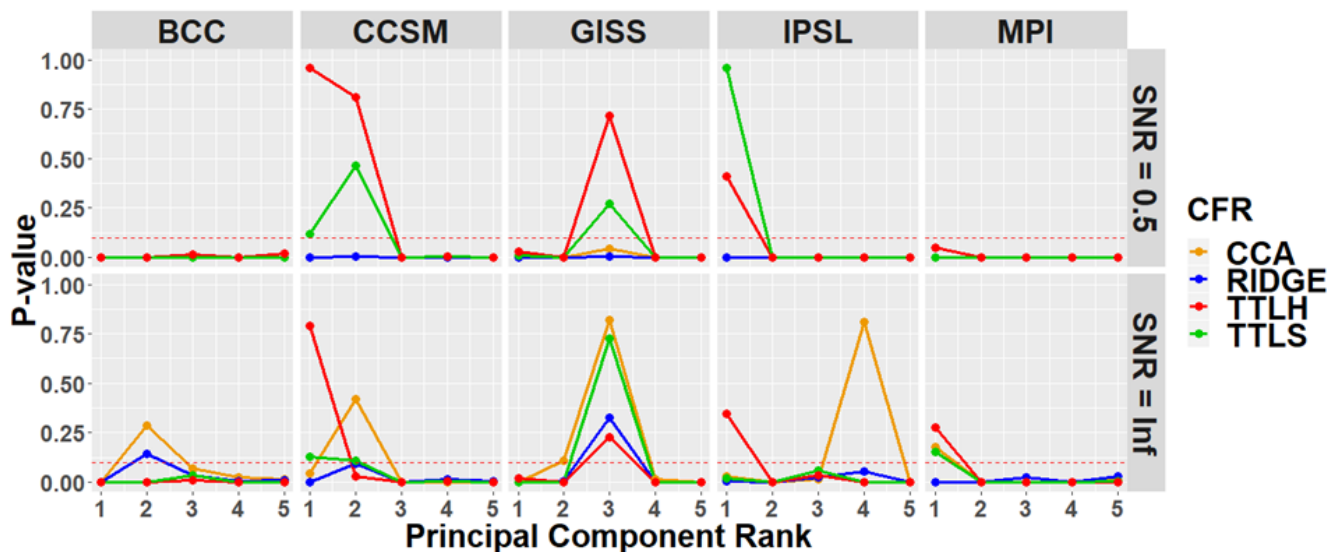 BCC CCSM GISS IPSL MPI
1.00
0.75
0.50
0.25
0.00
SNR = 0.5
P-value
1.00
0.75
0.50
0.25
0.00
SNR = Inf
1 2 3 4 5 1 2 3 4 5 1 2 3 4 5 1 2 3 4 5 1 2 3 4 5
Principal Component Rank
CFR
CCA
RIDGE
TTLH
TTLS